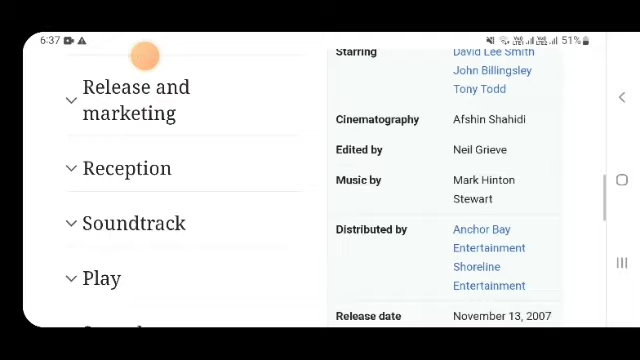 6:37
51%
Release and
marketing
Reception
Soundtrack
Play
Starring
David Lee Smith
John Billingsley
Tony Todd
Cinematography
Afshin Shahidi
Edited by
Neil Grieve
Music by
Mark Hinton
Stewart
Distributed by
Anchor Bay
Entertainment
Shoreline
Entertainment
Release date
November 13, 2007